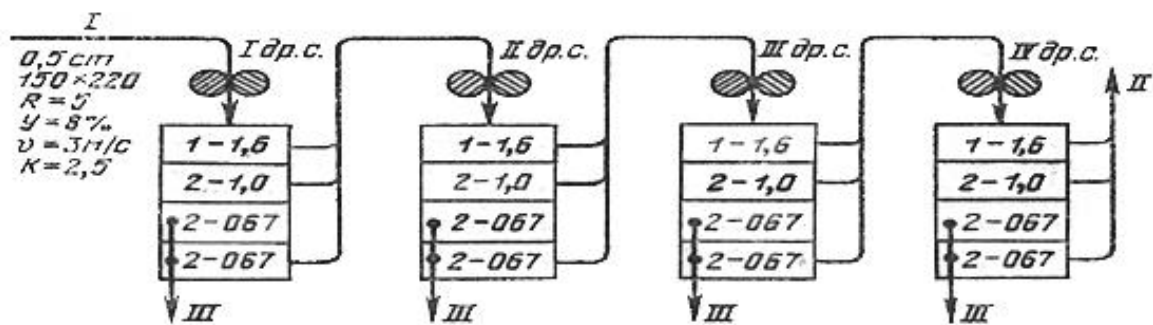 I
0,5 cm
150×220
R=5
y=8%
v=3м/с
K=2,5
I др.с.
II др.с.
III др.с.
IV др.с.
II
1-1,6
2-1,0
2-067
2-067
III
1-1,6
2-1,0
2-067
2-067
III
1-1,6
2-1,0
2-067
2-067
III
1-1,6
2-1,0
2-067
2-067
III